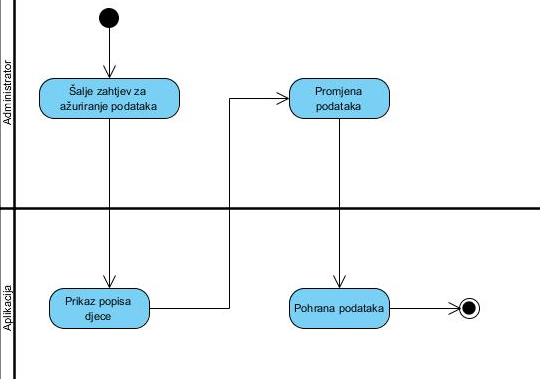 Administrator
Šalje zahtjev za
ažuriranje podataka
Promjena
podataka
Aplikacija
Prikaz popisa
djece
Pohrana podataka